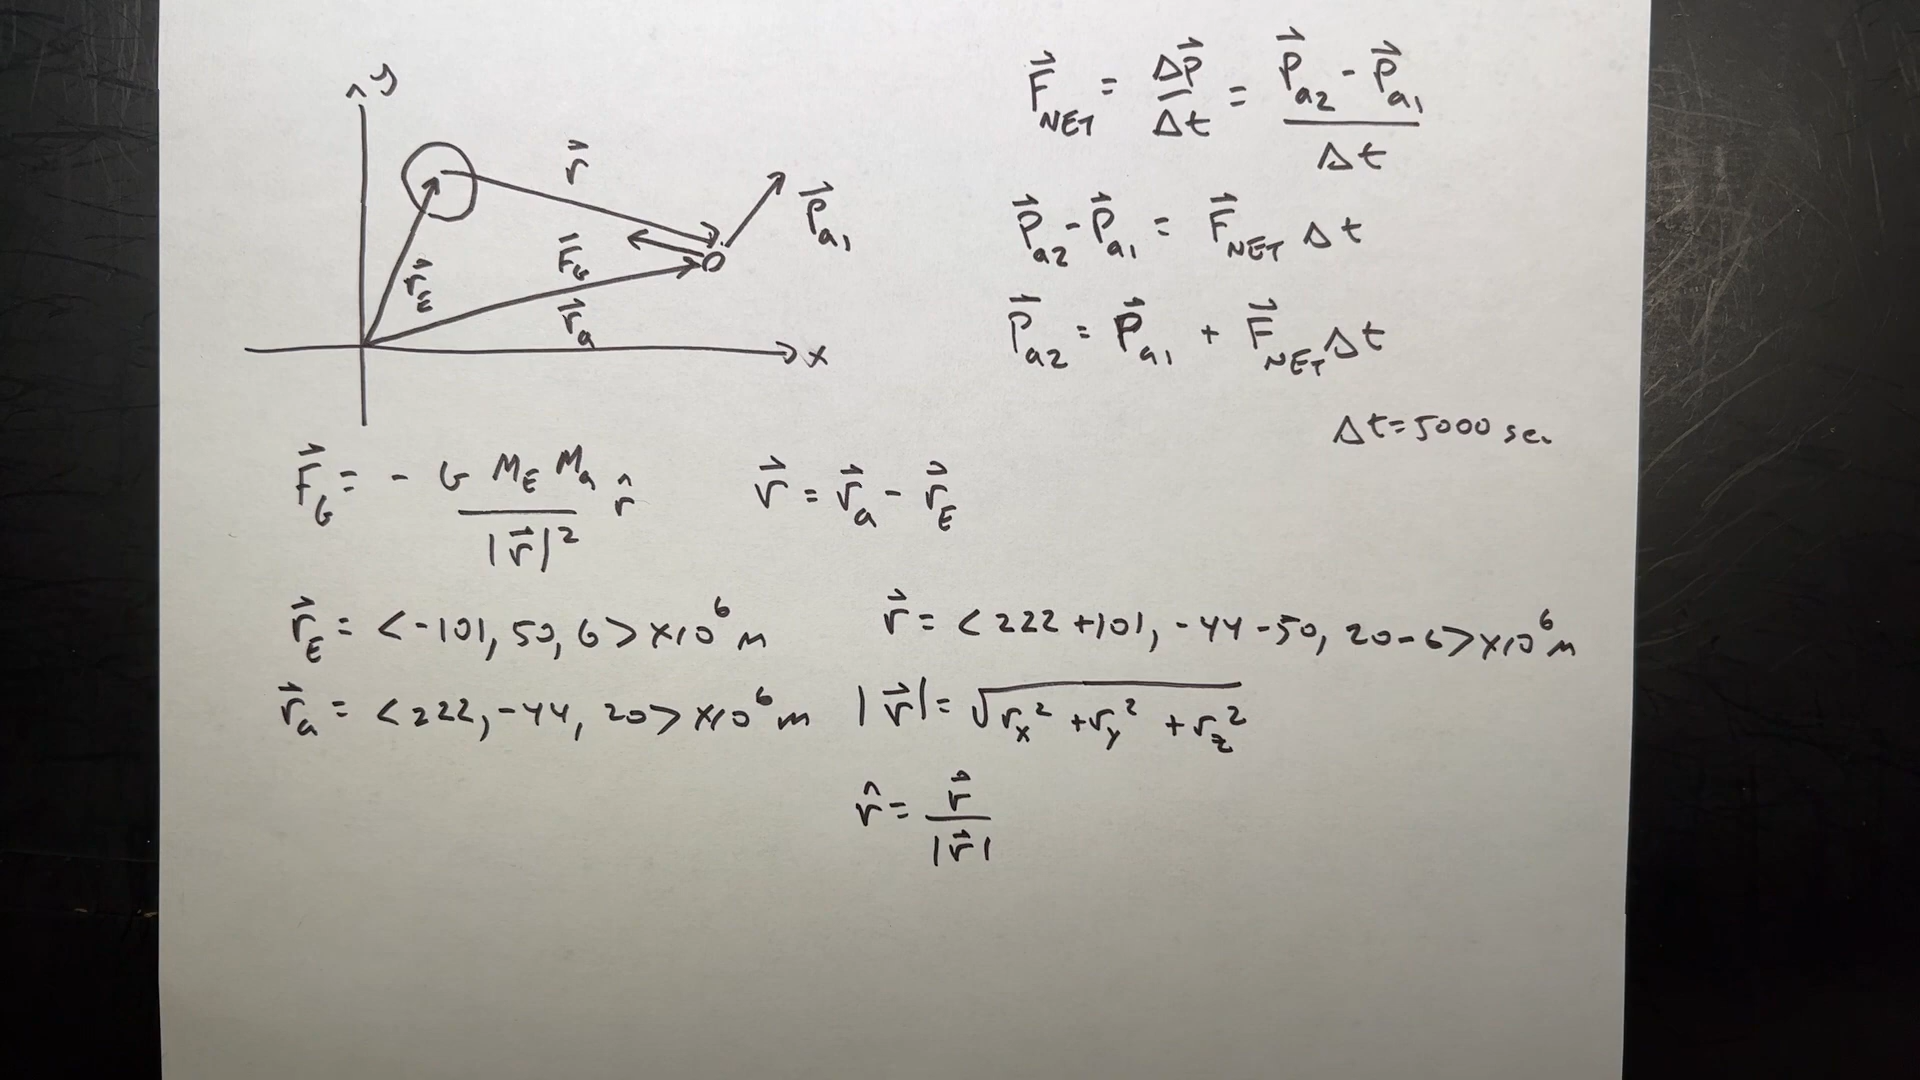 y
r⃗
P⃗a1
F⃗G
r⃗E
r⃗a
x
F⃗NET = ΔP⃗/Δt = (P⃗a2 - P⃗a1)/Δt
P⃗a2 - P⃗a1 = F⃗NET Δt
P⃗a2 = P⃗a1 + F⃗NET Δt
Δt = 5000 sec
F⃗G = - G ME Ma / |r⃗|² r̂
r⃗ = r⃗a - r⃗E
r⃗E = <-101, 50, 6> x10⁶ m
r⃗ = <222 +101, -44 -50, 20-6> x10⁶ m
r⃗a = <222, -44, 20> x10⁶ m
|r⃗| = √(rx² + ry² + rz²)
r̂ = r⃗/|r⃗|